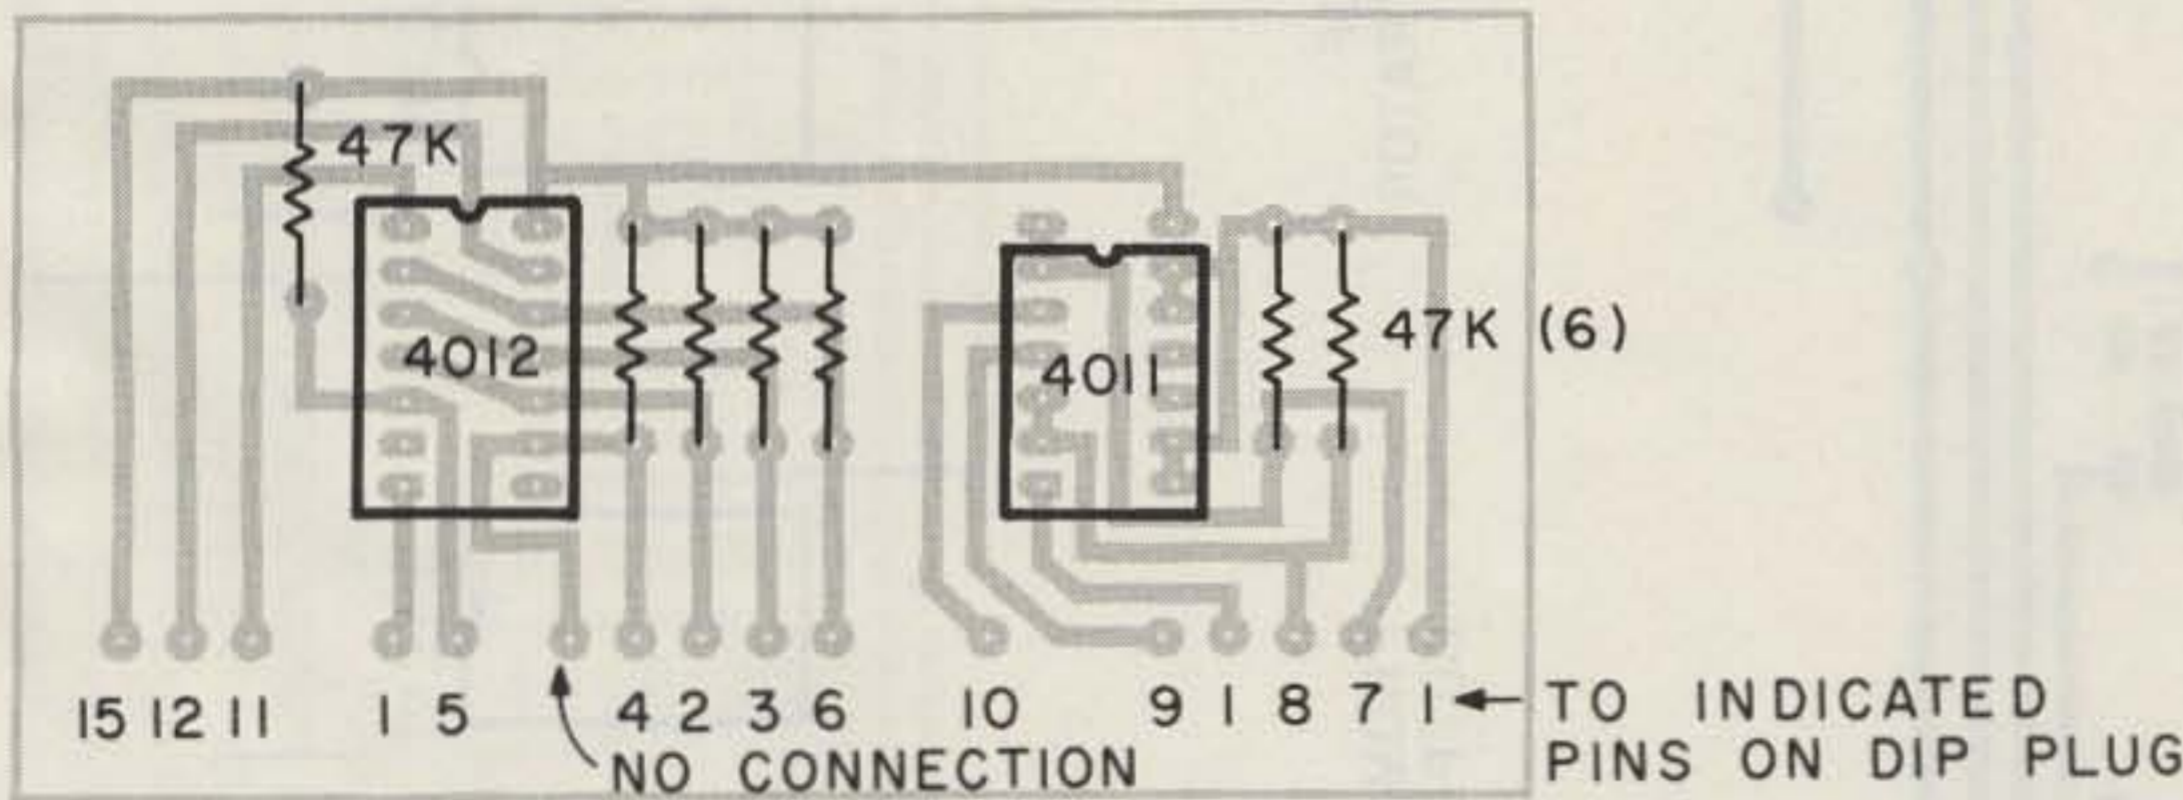 47K
4012
4011
47K (6)
15 12 11 1 5 4 2 3 6 10 9 1 8 7 1
TO INDICATED
PINS ON DIP PLUG
NO CONNECTION